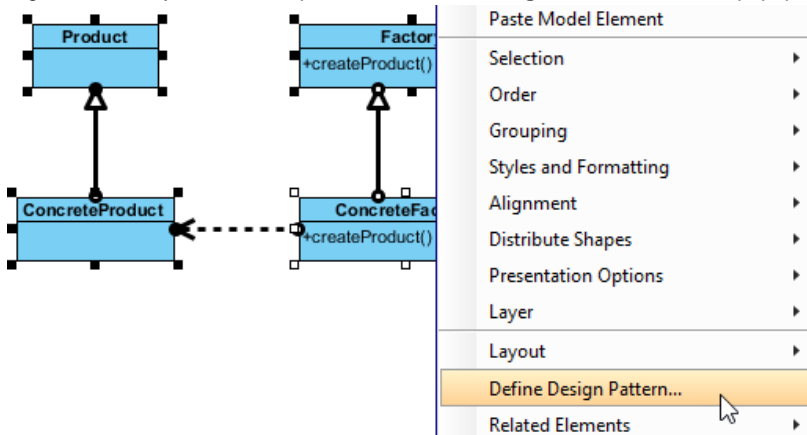 Product
Factor
+createProduct()
ConcreteProduct
ConcreteFac
+createProduct()
Paste Model Element
Selection
Order
Grouping
Styles and Formatting
Alignment
Distribute Shapes
Presentation Options
Layer
Layout
Define Design Pattern...
Related Elements